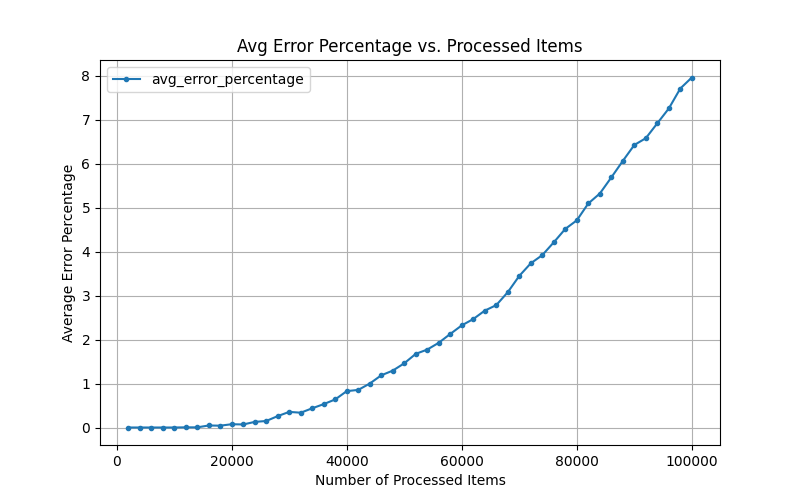 Avg Error Percentage vs. Processed Items
avg_error_percentage
Average Error Percentage
8
7
6
5
4
3
2
1
0
0 20000 40000 60000 80000 100000
Number of Processed Items